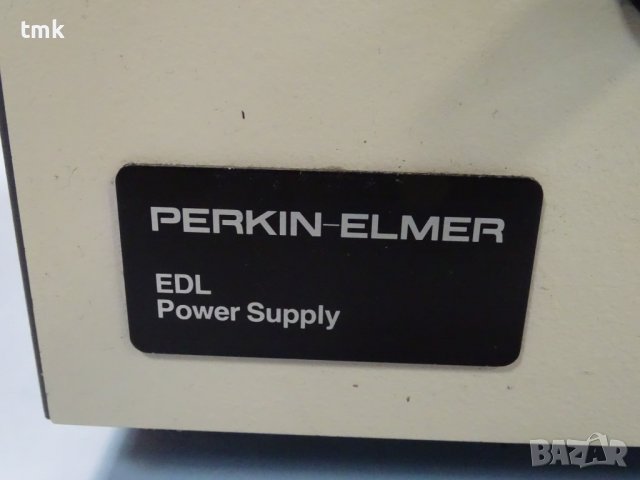 tmk
PERKIN-ELMER
EDL
Power Supply
BAZAR